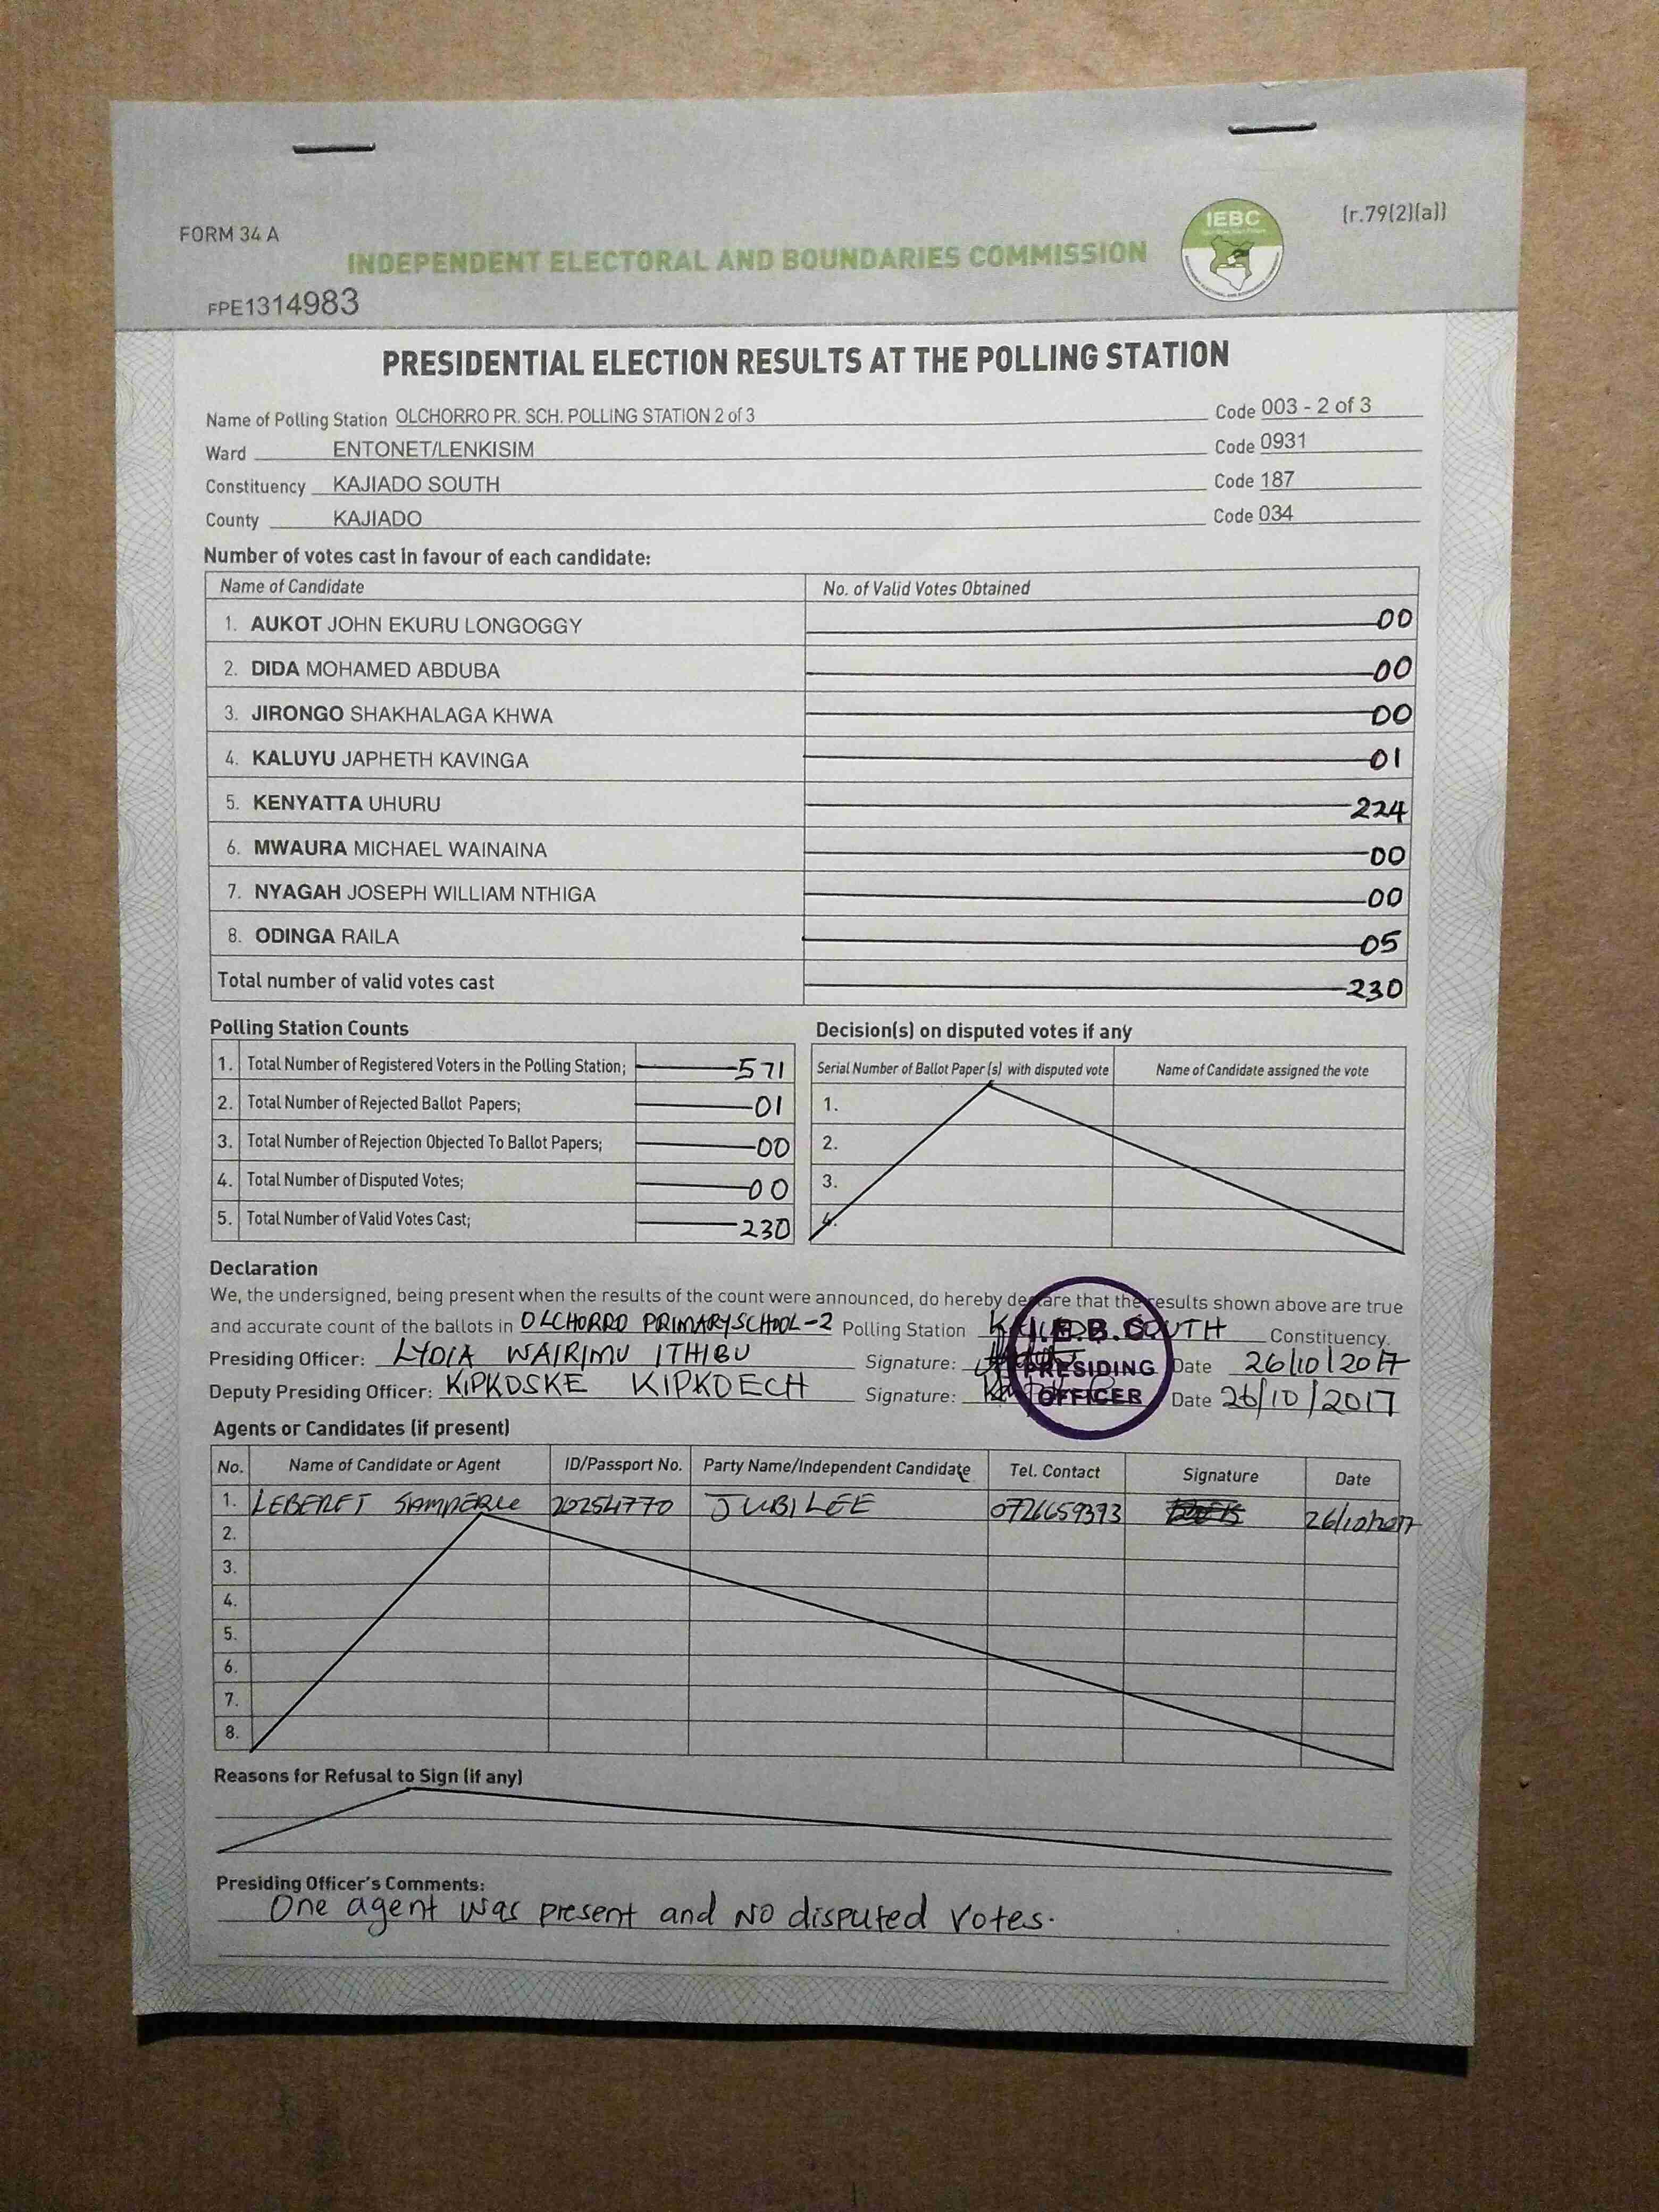 FORM 34 A
(r.79(2)(a))
IEBC
INDEPENDENT ELECTORAL AND BOUNDARIES COMMISSION
FPE1314983
PRESIDENTIAL ELECTION RESULTS AT THE POLLING STATION
Name of Polling Station OLCHORRO PR. SCH. POLLING STATION 2 of 3 Code 003 - 2 of 3
Ward ENTONET/LENKISIM Code 0931
Constituency KAJIADO SOUTH Code 187
County KAJIADO Code 034
Number of votes cast in favour of each candidate:
Name of Candidate No. of Valid Votes Obtained
1. AUKOT JOHN EKURU LONGOGGY 00
2. DIDA MOHAMED ABDUBA 00
3. JIRONGO SHAKHALAGA KHWA 00
4. KALUYU JAPHETH KAVINGA 01
5. KENYATTA UHURU 224
6. MWAURA MICHAEL WAINAINA 00
7. NYAGAH JOSEPH WILLIAM NTHIGA 00
8. ODINGA RAILA 05
Total number of valid votes cast 230
Polling Station Counts
1. Total Number of Registered Voters in the Polling Station; 571
2. Total Number of Rejected Ballot Papers; 01
3. Total Number of Rejection Objected To Ballot Papers; 00
4. Total Number of Disputed Votes; 00
5. Total Number of Valid Votes Cast; 230
Decision(s) on disputed votes if any
Serial Number of Ballot Paper (s) with disputed vote Name of Candidate assigned the vote
1.
2.
3.
4.
Declaration
We, the undersigned, being present when the results of the count were announced, do hereby declare that the results shown above are true
and accurate count of the ballots in OLCHORRO PRIMARY SCHOOL-2 Polling Station KAJIADO SOUTH Constituency.
Presiding Officer: LYDIA WAIRIMU ITHIBU Signature: Date 26/10/2017
Deputy Presiding Officer: KIPKOSKE KIPKOECH Signature: Date 26/10/2017
I.E.B.C
PRESIDING
OFFICER
Agents or Candidates (if present)
No. Name of Candidate or Agent ID/Passport No. Party Name/Independent Candidate Tel. Contact Signature Date
1. LEBERET 20254770 JUBILEE 0726659393 26/10/2017
2.
3.
4.
5.
6.
7.
8.
Reasons for Refusal to Sign (if any)
Presiding Officer's Comments:
One agent was present and NO disputed votes.